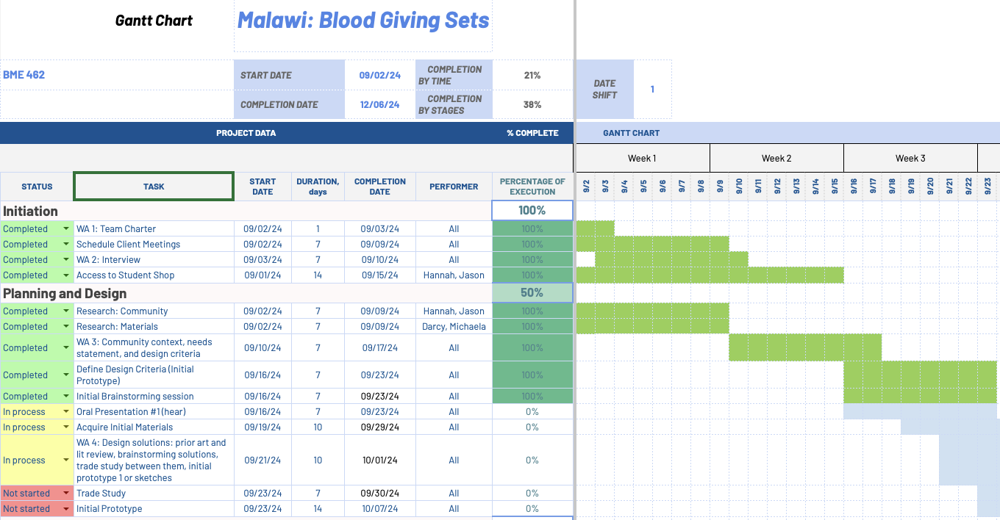 Gantt Chart
Malawi: Blood Giving Sets
BME 462
START DATE
09/02/24
COMPLETION
BY TIME
21%
DATE
SHIFT
1
COMPLETION DATE
12/06/24
COMPLETION
BY STAGES
38%
PROJECT DATA
% COMPLETE
GANTT CHART
Week 1
Week 2
Week 3
STATUS
TASK
START
DATE
DURATION,
days
COMPLETION
DATE
PERFORMER
PERCENTAGE OF
EXECUTION
9/2 9/3 9/4 9/5 9/6 9/7 9/8 9/9 9/10 9/11 9/12 9/13 9/14 9/15 9/16 9/17 9/18 9/19 9/20 9/21 9/22 9/23
Initiation 100%
Completed WA 1: Team Charter 09/02/24 1 09/03/24 All 100%
Completed Schedule Client Meetings 09/02/24 7 09/09/24 All 100%
Completed WA 2: Interview 09/03/24 7 09/10/24 All 100%
Completed Access to Student Shop 09/01/24 14 09/15/24 Hannah, Jason 100%
Planning and Design 50%
Completed Research: Community 09/02/24 7 09/09/24 Hannah, Jason 100%
Completed Research: Materials 09/02/24 7 09/09/24 Darcy, Michaela 100%
Completed WA 3: Community context, needs
statement, and design criteria 09/10/24 7 09/17/24 All 100%
Completed Define Design Criteria (Initial
Prototype) 09/16/24 7 09/23/24 All 100%
Completed Initial Brainstorming session 09/16/24 7 09/23/24 All 100%
In process Oral Presentation #1 (hear) 09/16/24 7 09/23/24 All 0%
In process Acquire Initial Materials 09/19/24 10 09/29/24 All 0%
In process WA 4: Design solutions: prior art and
lit review, brainstorming solutions,
trade study between them, initial
prototype 1 or sketches 09/21/24 10 10/01/24 All 0%
Not started Trade Study 09/23/24 7 09/30/24 All 0%
Not started Initial Prototype 09/23/24 14 10/07/24 All 0%